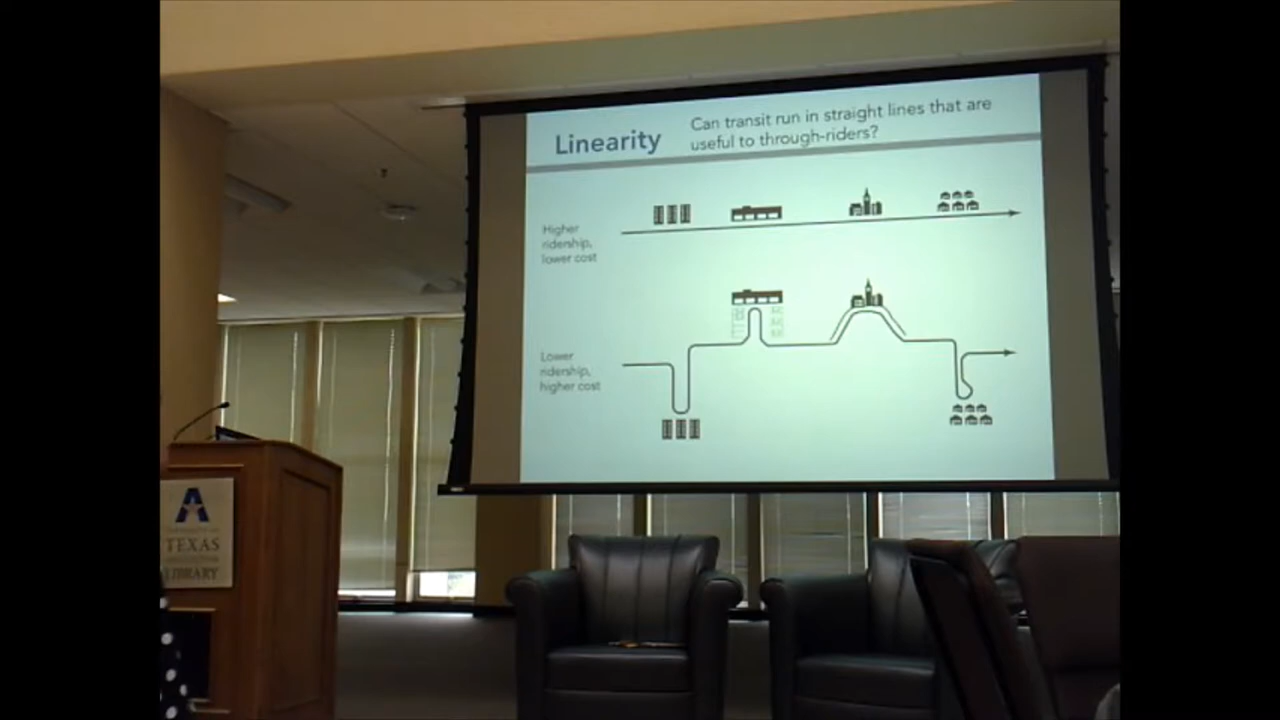 Linearity
Can transit run in straight lines that are
useful to through-riders?
Higher
ridership,
lower cost
Lower
ridership,
higher cost
A
TEXAS
LIBRARY